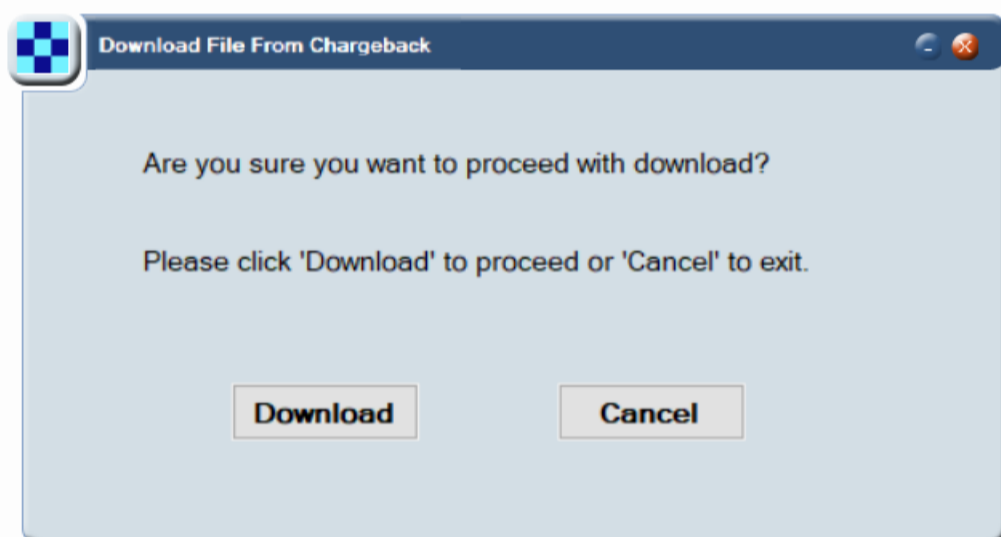 Download File From Chargeback
Are you sure you want to proceed with download?
Please click 'Download' to proceed or 'Cancel' to exit.
Download Cancel